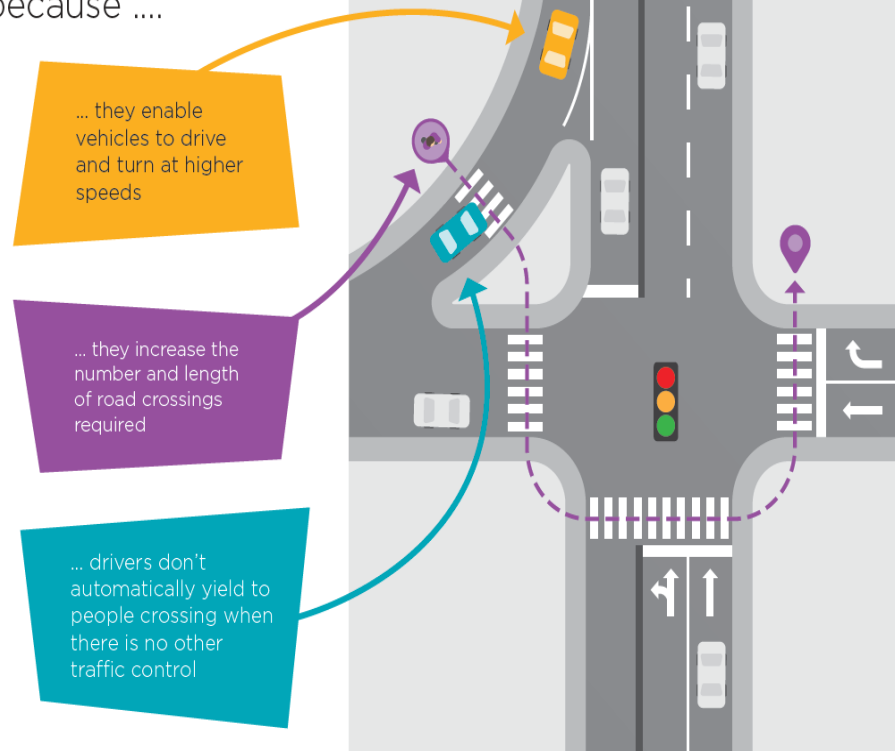 because ....
... they enable
vehicles to drive
and turn at higher
speeds
... they increase the
number and length
of road crossings
required
... drivers don’t
automatically yield to
people crossing when
there is no other
traffic control